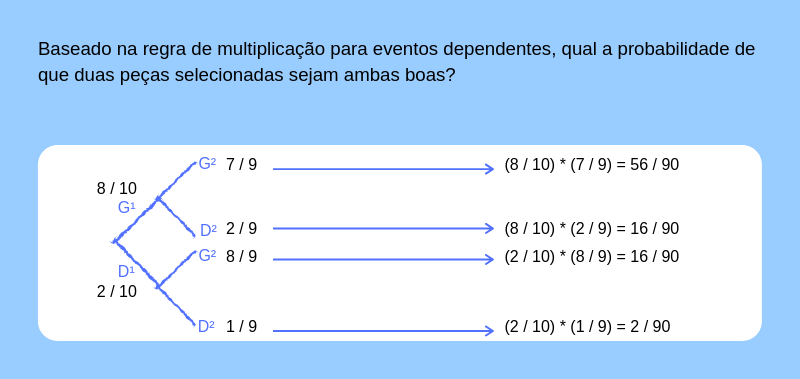 Baseado na regra de multiplicação para eventos dependentes, qual a probabilidade de
que duas peças selecionadas sejam ambas boas?
G² 7 / 9 (8 / 10) * (7 / 9) = 56 / 90
8 / 10
G¹
D² 2 / 9 (8 / 10) * (2 / 9) = 16 / 90
G² 8 / 9 (2 / 10) * (8 / 9) = 16 / 90
D¹
2 / 10
D² 1 / 9 (2 / 10) * (1 / 9) = 2 / 90